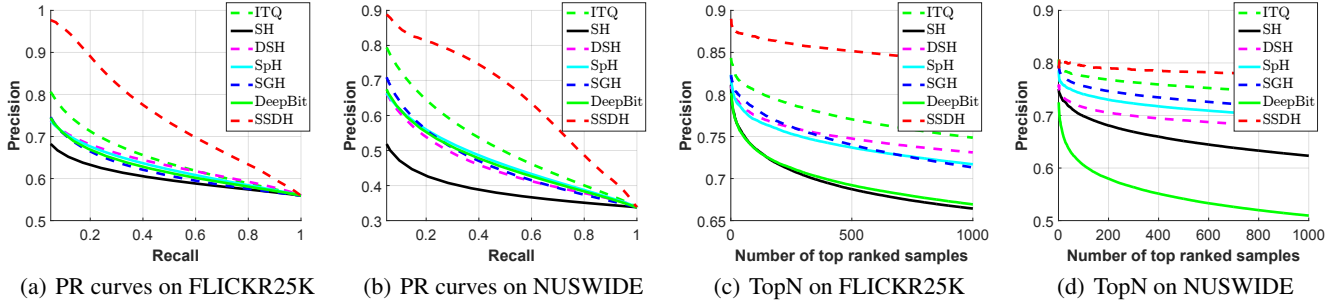 1
0.9
0.8
0.7
0.6
0.5
Precision
0.2 0.4 0.6 0.8 1
Recall
ITQ
SH
DSH
SpH
SGH
DeepBit
SSDH
(a) PR curves on FLICKR25K
0.9
0.8
0.7
0.6
0.5
0.4
0.3
Precision
0.2 0.4 0.6 0.8 1
Recall
ITQ
SH
DSH
SpH
SGH
DeepBit
SSDH
(b) PR curves on NUSWIDE
0.9
0.85
0.8
0.75
0.7
0.65
Precision
0 500 1000
Number of top ranked samples
ITQ
SH
DSH
SpH
SGH
DeepBit
SSDH
(c) TopN on FLICKR25K
0.9
0.8
0.7
0.6
0.5
Precision
0 200 400 600 800 1000
Number of top ranked samples
ITQ
SH
DSH
SpH
SGH
DeepBit
SSDH
(d) TopN on NUSWIDE